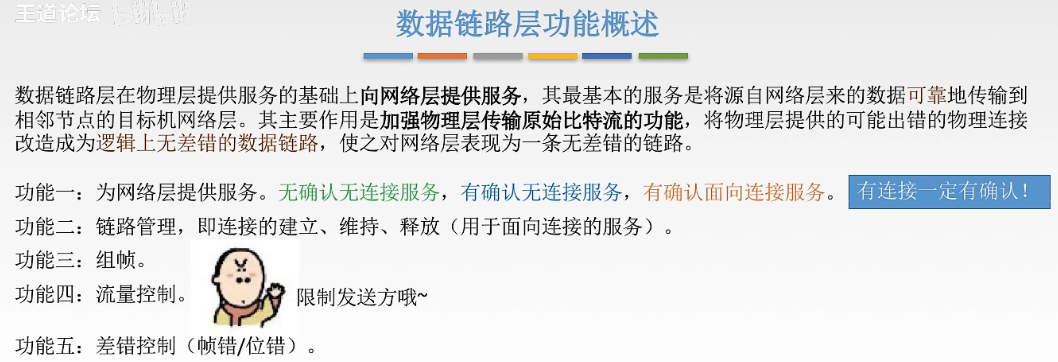 王道论坛
数据链路层功能概述
数据链路层在物理层提供服务的基础上向网络层提供服务，其最基本的服务是将源自网络层来的数据可靠地传输到
相邻节点的目标机网络层。其主要作用是加强物理层传输原始比特流的功能，将物理层提供的可能出错的物理连接
改造成为逻辑上无差错的数据链路，使之对网络层表现为一条无差错的链路。
功能一：为网络层提供服务。无确认无连接服务，有确认无连接服务，有确认面向连接服务。 有连接一定有确认！
功能二：链路管理，即连接的建立、维持、释放（用于面向连接的服务）。
功能三：组帧。
功能四：流量控制。 限制发送方哦~
功能五：差错控制（帧错/位错）。